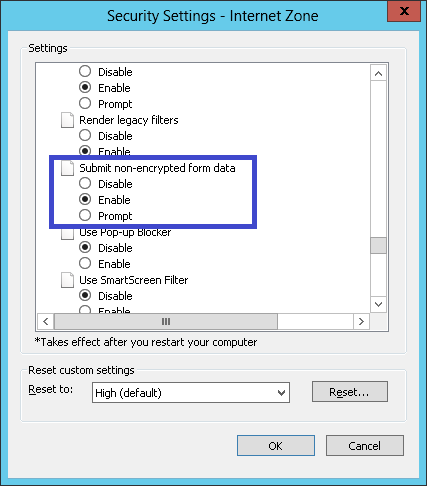 Security Settings - Internet Zone
Settings
Disable
Enable
Prompt
Render legacy filters
Disable
Enable
Submit non-encrypted form data
Disable
Enable
Prompt
Use Pop-up Blocker
Disable
Enable
Use SmartScreen Filter
Disable
Enable
*Takes effect after you restart your computer
Reset custom settings
Reset to: High (default) Reset...
OK Cancel